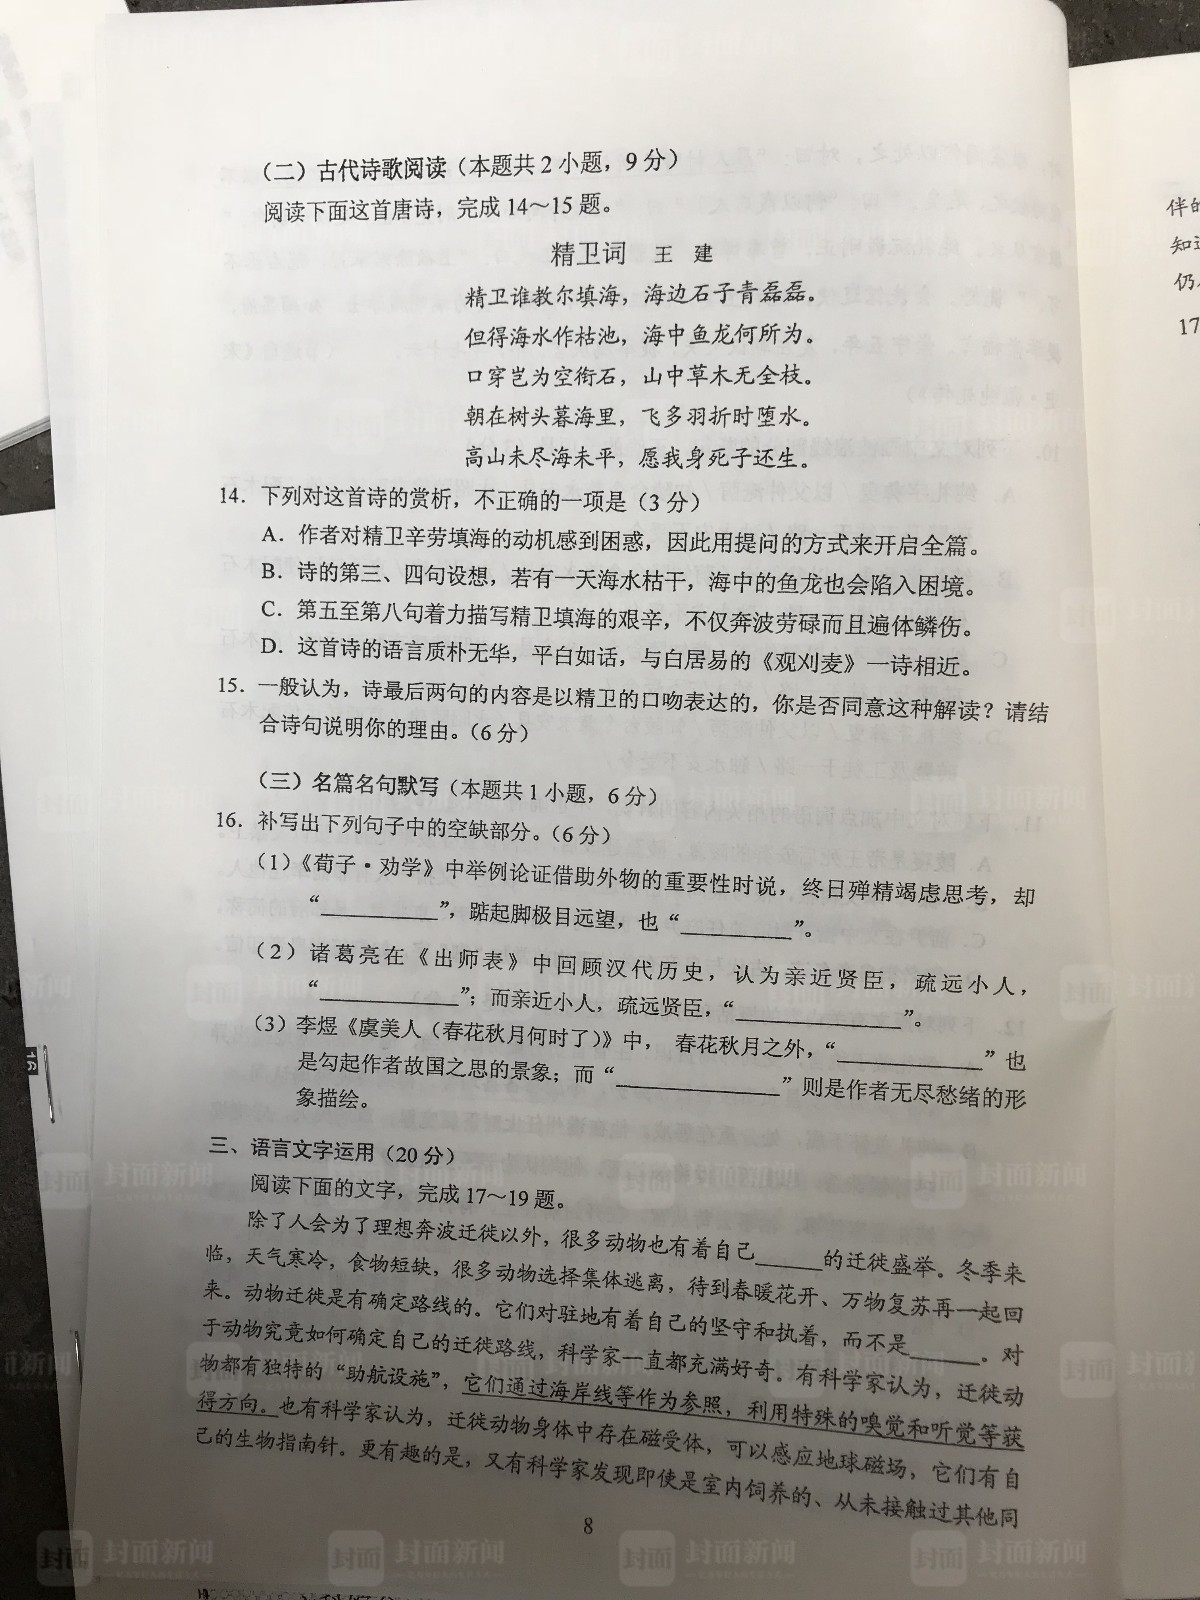 （二）古代诗歌阅读（本题共2小题，9分）
阅读下面这首唐诗，完成14～15题。
精卫词 王 建
精卫谁教尔填海，海边石子青磊磊。
但得海水作枯池，海中鱼龙何所为。
口穿岂为空衔石，山中草木无全枝。
朝在树头暮海里，飞多羽折时堕水。
高山未尽海未平，愿我身死子还生。
14．下列对这首诗的赏析，不正确的一项是（3分）
A．作者对精卫辛劳填海的动机感到困惑，因此用提问的方式来开启全篇。
B．诗的第三、四句设想，若有一天海水枯干，海中的鱼龙也会陷入困境。
C．第五至第八句着力描写精卫填海的艰辛，不仅奔波劳碌而且遍体鳞伤。
D．这首诗的语言质朴无华，平白如话，与白居易的《观刈麦》一诗相近。
15．一般认为，诗最后两句的内容是以精卫的口吻表达的，你是否同意这种解读？请结
合诗句说明你的理由。（6分）
（三）名篇名句默写（本题共1小题，6分）
16．补写出下列句子中的空缺部分。（6分）
（1）《荀子·劝学》中举例论证借助外物的重要性时说，终日殚精竭虑思考，却
“__________”，踮起脚极目远望，也“__________”。
（2）诸葛亮在《出师表》中回顾汉代历史，认为亲近贤臣，疏远小人，
“____________”；而亲近小人，疏远贤臣，“______________”。
（3）李煜《虞美人（春花秋月何时了）》中， 春花秋月之外，“____________”也
是勾起作者故国之思的景象；而“______________”则是作者无尽愁绪的形
象描绘。
三、语言文字运用（20分）
阅读下面的文字，完成17～19题。
除了人会为了理想奔波迁徙以外，很多动物也有着自己______的迁徙盛举。冬季来
临，天气寒冷，食物短缺，很多动物选择集体逃离，待到春暖花开、万物复苏再一起回
来。动物迁徙是有确定路线的。它们对驻地有着自己的坚守和执着，而不是______。对
于动物究竟如何确定自己的迁徙路线，科学家一直都充满好奇。有科学家认为，迁徙动
物都有独特的“助航设施”，它们通过海岸线等作为参照，利用特殊的嗅觉和听觉等获
得方向。也有科学家认为，迁徙动物身体中存在磁受体，可以感应地球磁场，它们有自
己的生物指南针。更有趣的是，又有科学家发现即使是室内饲养的、从未接触过其他同
8
伴的
知道
仍
17
封面新闻